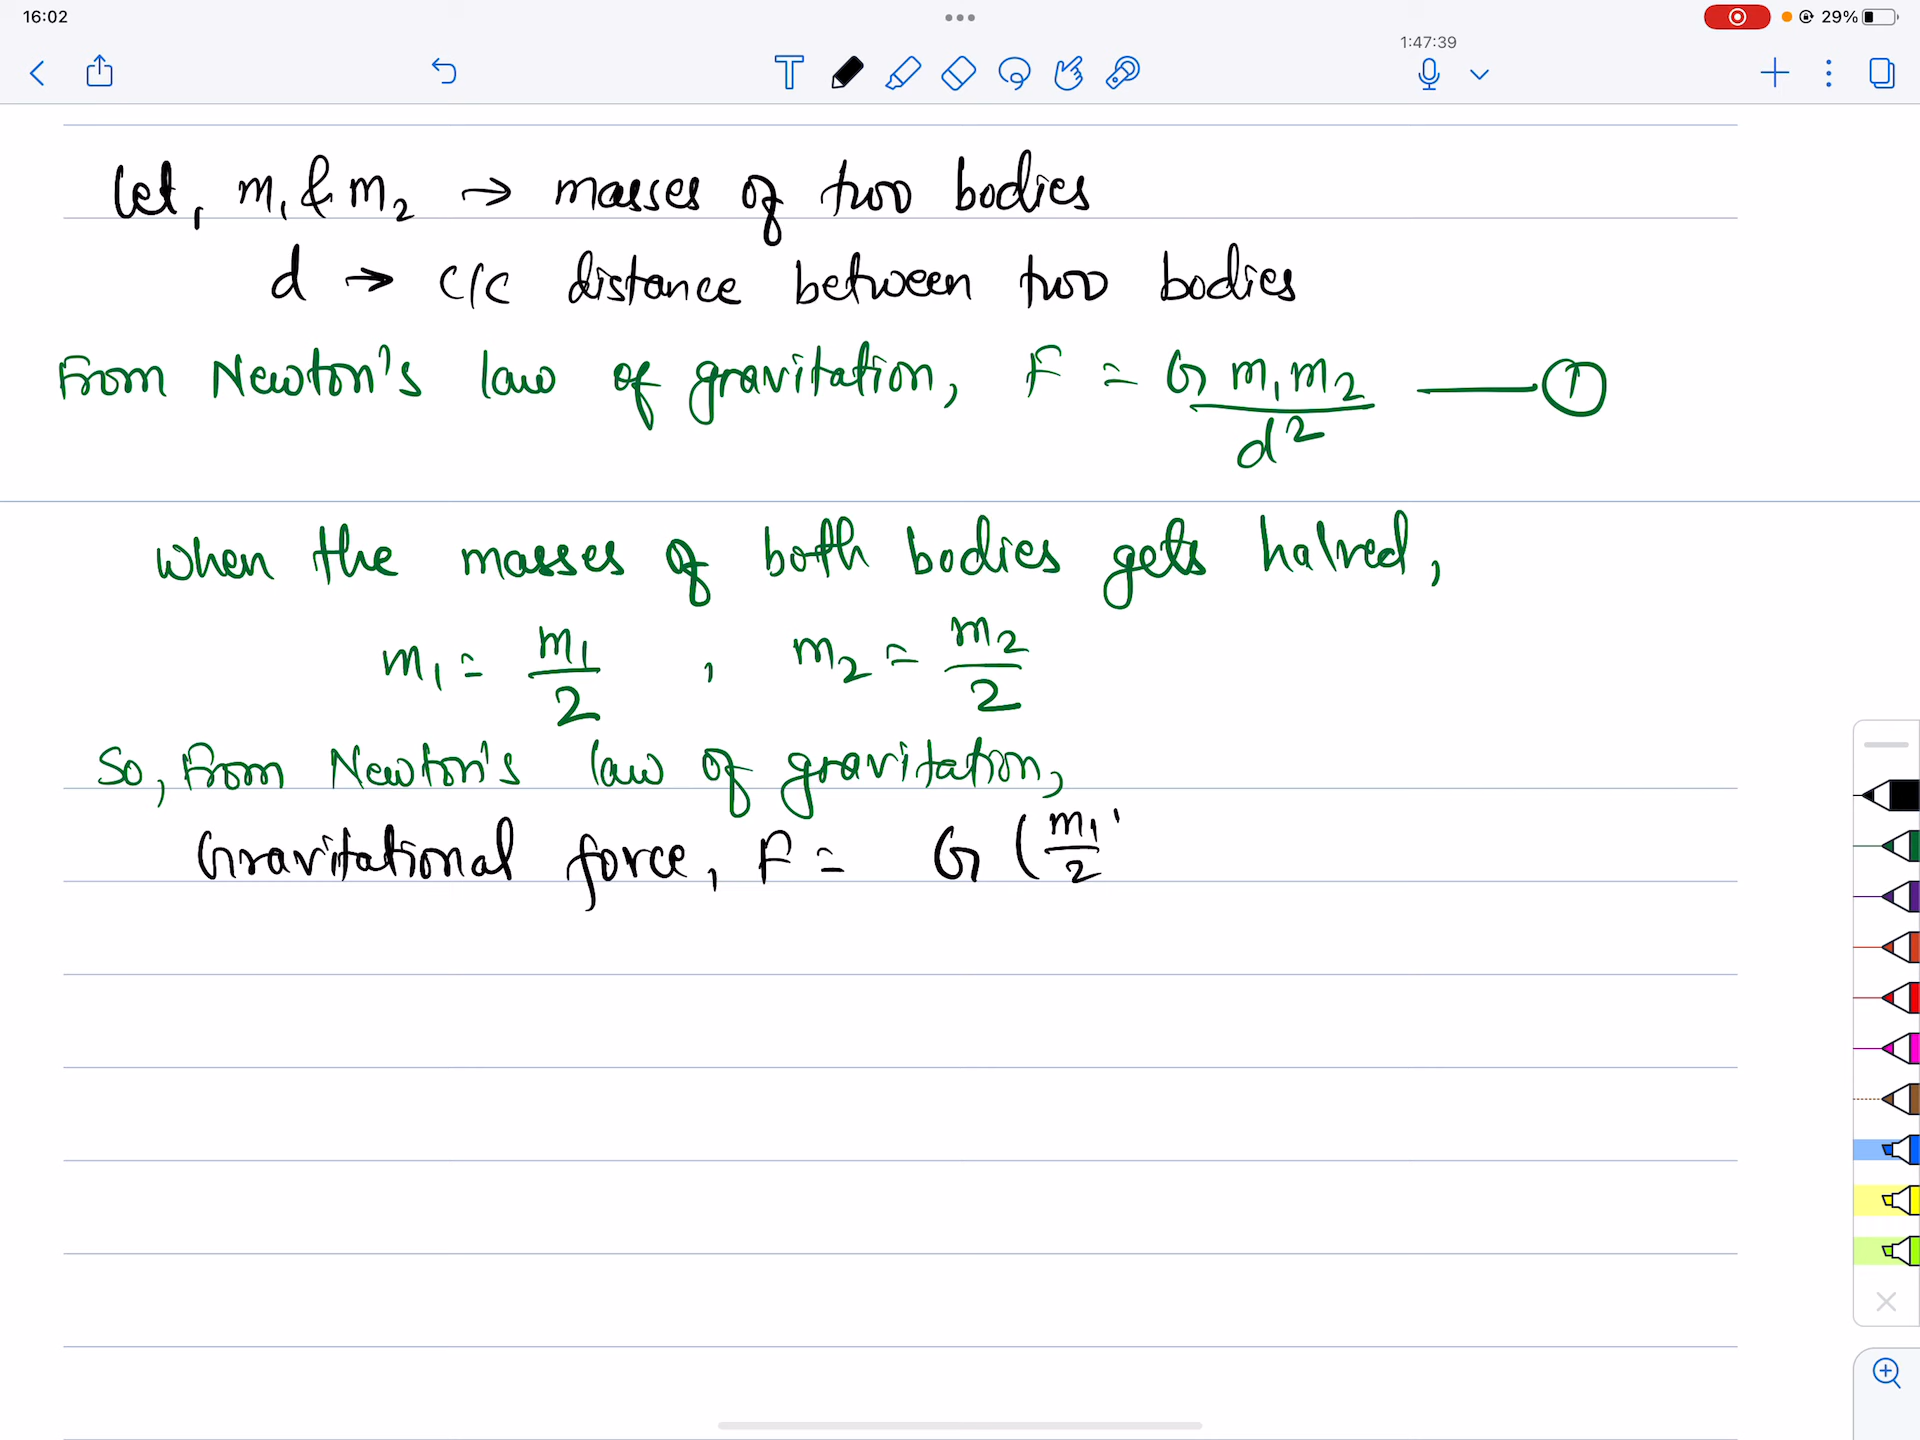 16:02
29%
1:47:39
Let, m₁ & m₂ → masses of two bodies
d → c/c distance between two bodies
From Newton's law of gravitation, F = G m₁ m₂ / d² —— ①
when the masses of both bodies gets halved,
m₁ = m₁/2 , m₂ = m₂/2
So, from Newton's law of gravitation,
Gravitational force, F = G (m₁/2